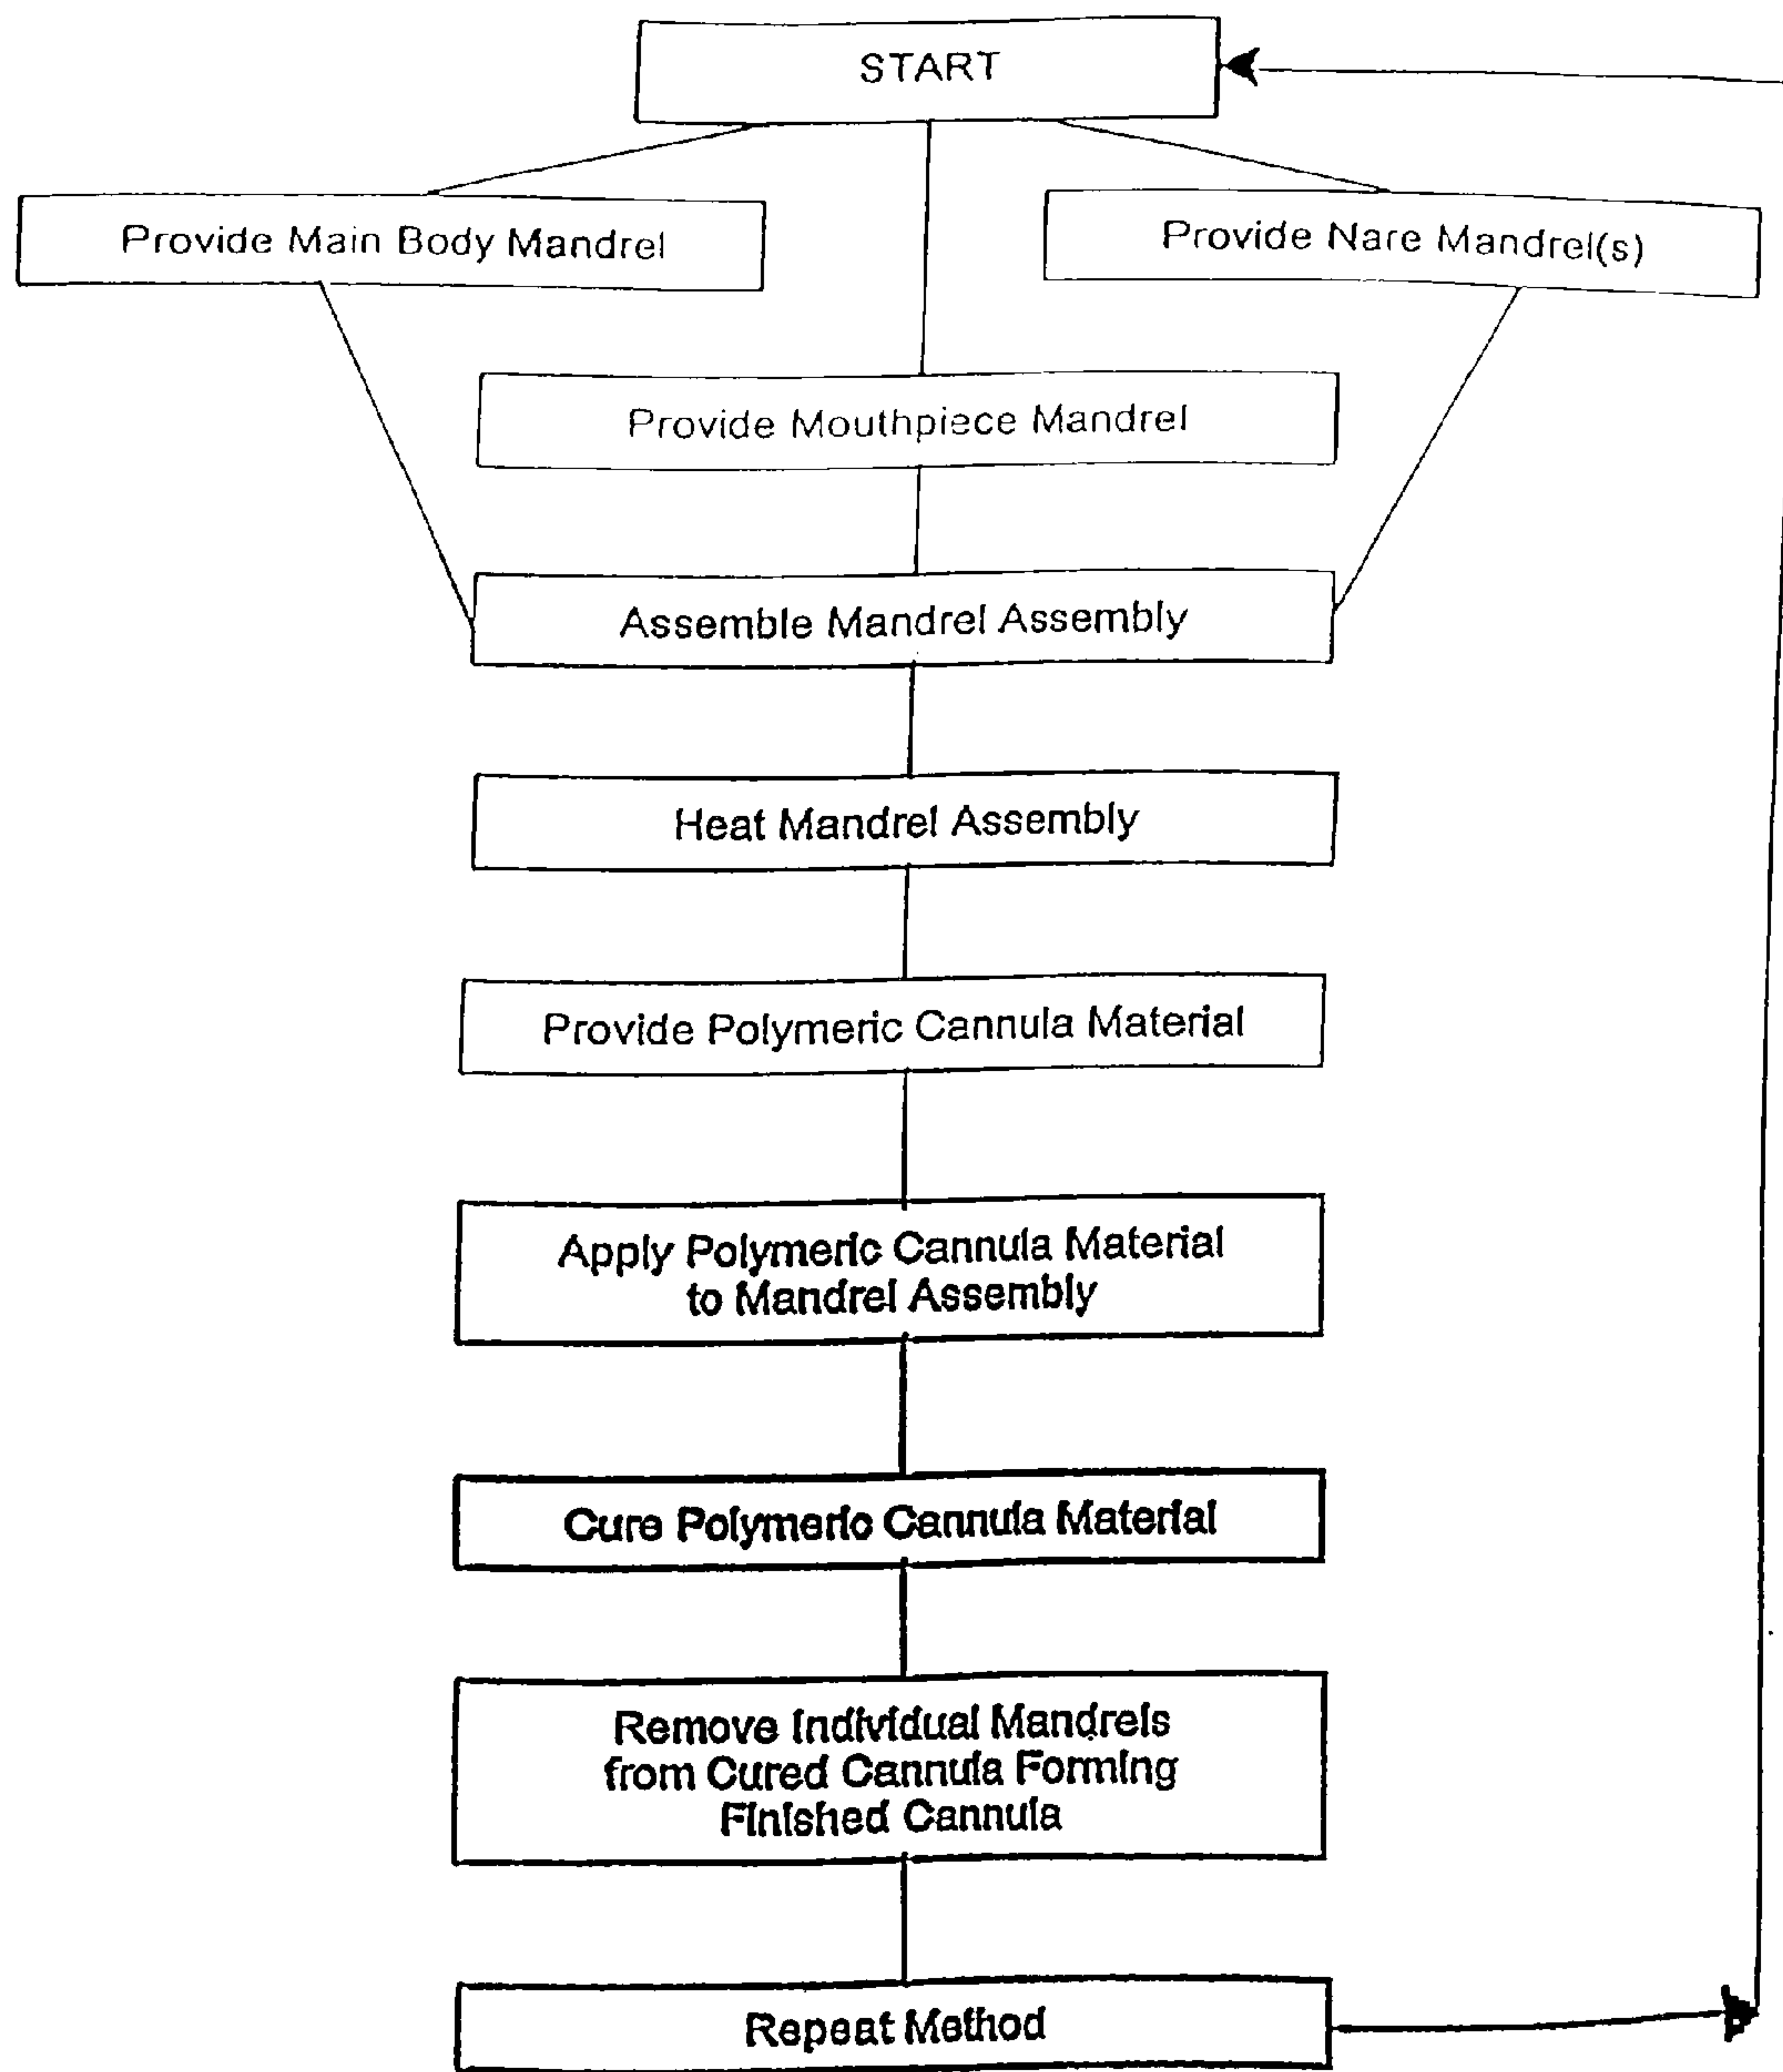 START
Provide Main Body Mandrel
Provide Nare Mandrel(s)
Provide Mouthpiece Mandrel
Assemble Mandrel Assembly
Heat Mandrel Assembly
Provide Polymeric Cannula Material
Apply Polymeric Cannula Material
to Mandrel Assembly
Cure Polymeric Cannula Material
Remove Individual Mandrels
from Cured Cannula Forming
Finished Cannula
Repeat Method